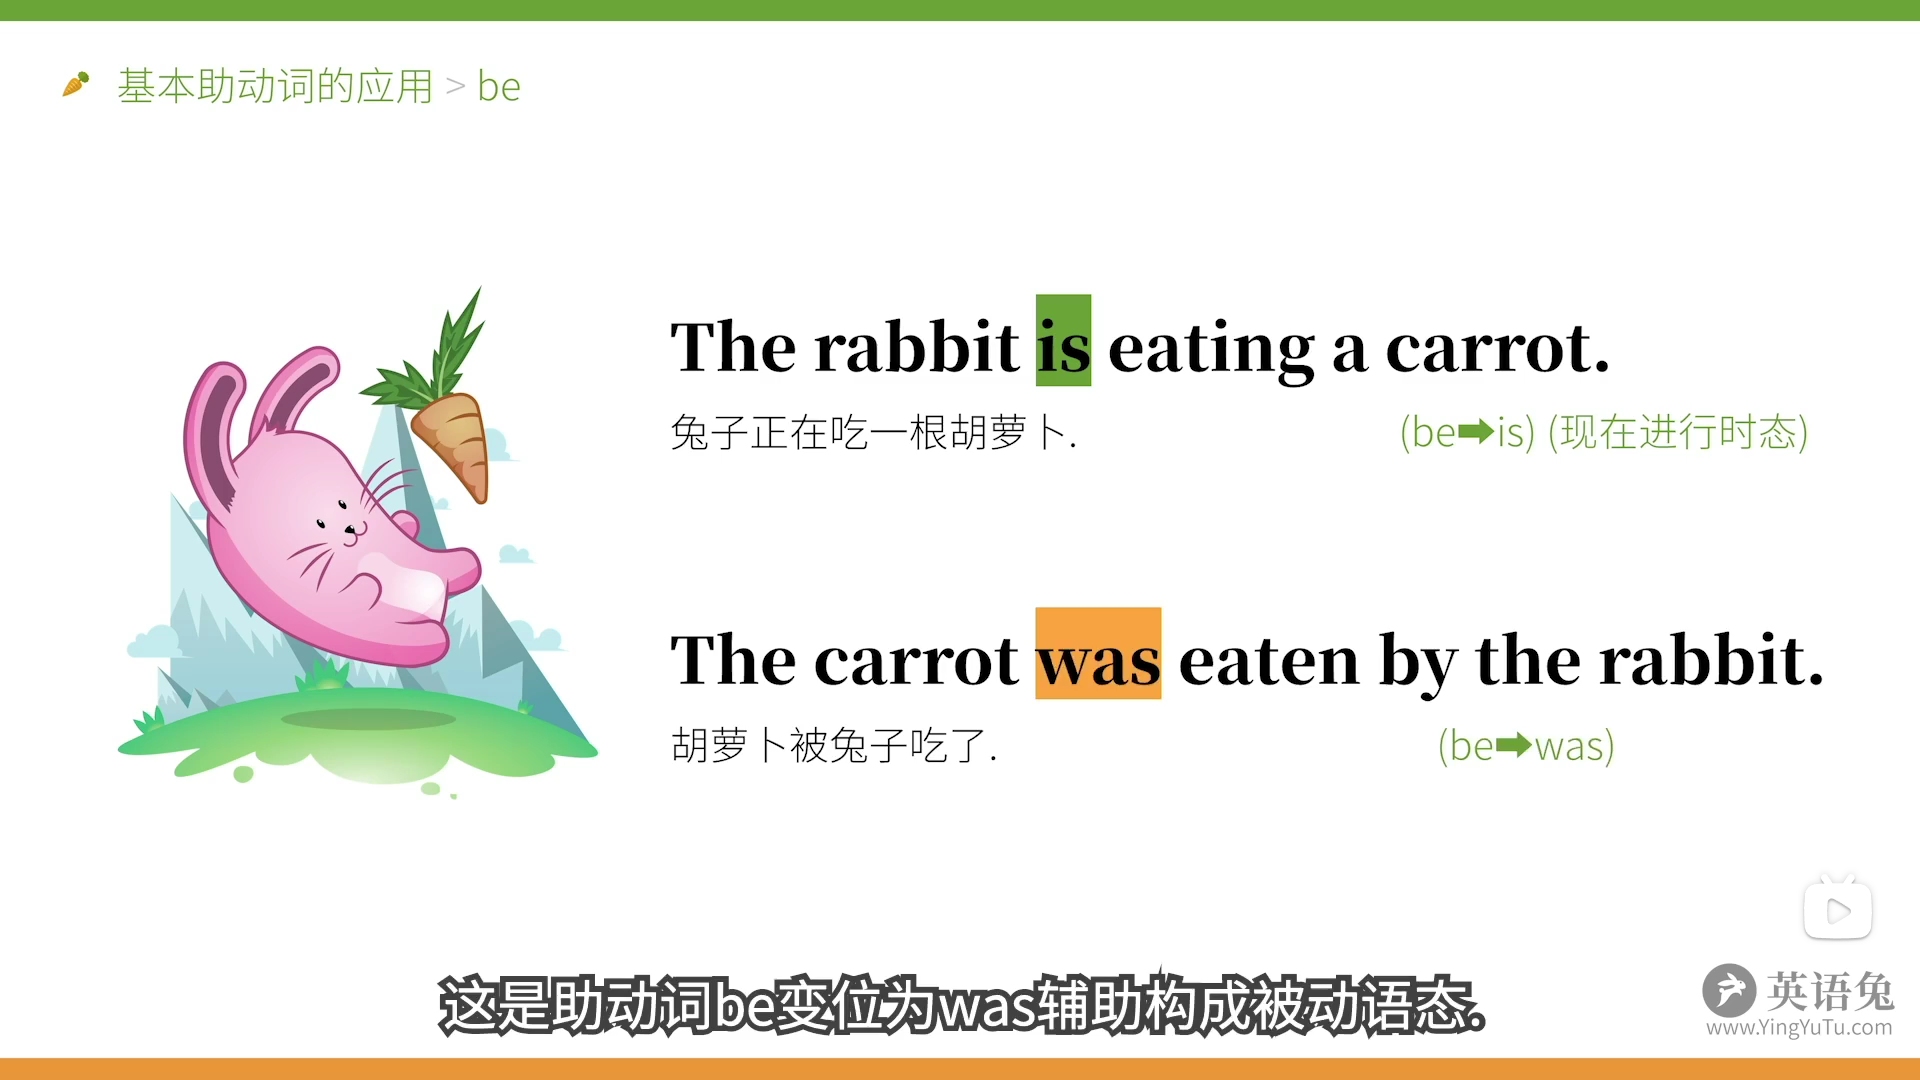 基本助动词的应用 > be
The rabbit is eating a carrot.
兔子正在吃一根胡萝卜.
(be➡is) (现在进行时态)
The carrot was eaten by the rabbit.
胡萝卜被兔子吃了.
(be➡was)
这是助动词be变位为was辅助构成被动语态.
英语兔
www.YingYuTu.com